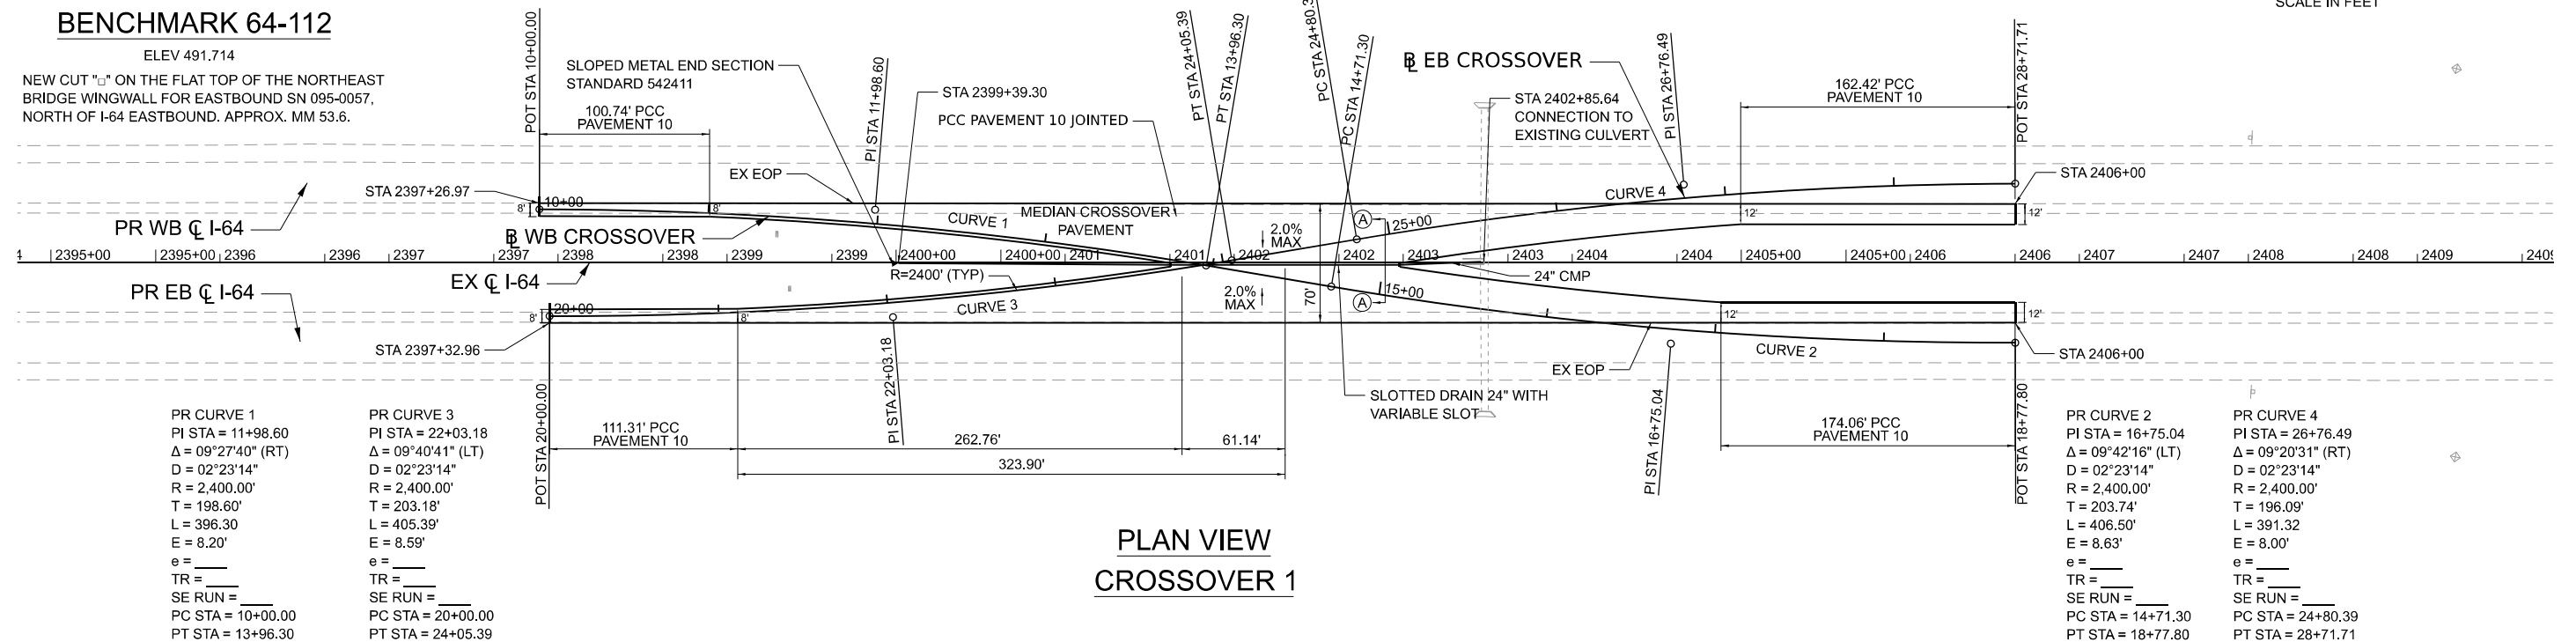 BENCHMARK 64-112
ELEV 491.714
NEW CUT "□" ON THE FLAT TOP OF THE NORTHEAST
BRIDGE WINGWALL FOR EASTBOUND SN 095-0057,
NORTH OF I-64 EASTBOUND. APPROX. MM 53.6.
SCALE IN FEET
POT STA 10+00.00
SLOPED METAL END SECTION
STANDARD 542411
100.74' PCC
PAVEMENT 10
PI STA 11+98.60
STA 2399+39.30
PCC PAVEMENT 10 JOINTED
PT STA 24+05.39
PT STA 13+96.30
PC STA 24+80.3
PC STA 14+71.30
℄ EB CROSSOVER
STA 2402+85.64
CONNECTION TO
EXISTING CULVERT
PI STA 26+76.49
162.42' PCC
PAVEMENT 10
POT STA 28+71.71
STA 2397+26.97
EX EOP
8'
10+00
8'
CURVE 1
MEDIAN CROSSOVER
PAVEMENT
CURVE 4
12'
12'
STA 2406+00
PR WB ℄ I-64
℄ WB CROSSOVER
2.0%
MAX
A
25+00
4
2395+00
2395+00
2396
2396
2397
2397
2398
2398
2399
2399
2400+00
2400+00
2401
2401
2402
2402
2403
2403
2404
2404
2405+00
2405+00
2406
2406
2407
2407
2408
2408
2409
2409
PR EB ℄ I-64
EX ℄ I-64
R=2400' (TYP)
24" CMP
2.0%
MAX
70'
A
15+00
8'
20+00
8'
CURVE 3
12'
12'
STA 2397+32.96
CURVE 2
STA 2406+00
EX EOP
POT STA 20+00.00
PI STA 22+03.18
SLOTTED DRAIN 24" WITH
VARIABLE SLOT
PI STA 16+75.04
POT STA 18+77.80
111.31' PCC
PAVEMENT 10
262.76'
61.14'
323.90'
174.06' PCC
PAVEMENT 10
PR CURVE 1
PI STA = 11+98.60
Δ = 09°27'40" (RT)
D = 02°23'14"
R = 2,400.00'
T = 198.60'
L = 396.30
E = 8.20'
e = ____
TR = ____
SE RUN = ____
PC STA = 10+00.00
PT STA = 13+96.30
PR CURVE 3
PI STA = 22+03.18
Δ = 09°40'41" (LT)
D = 02°23'14"
R = 2,400.00'
T = 203.18'
L = 405.39'
E = 8.59'
e = ____
TR = ____
SE RUN = ____
PC STA = 20+00.00
PT STA = 24+05.39
PLAN VIEW
CROSSOVER 1
PR CURVE 2
PI STA = 16+75.04
Δ = 09°42'16" (LT)
D = 02°23'14"
R = 2,400.00'
T = 203.74'
L = 406.50'
E = 8.63'
e = ____
TR = ____
SE RUN = ____
PC STA = 14+71.30
PT STA = 18+77.80
PR CURVE 4
PI STA = 26+76.49
Δ = 09°20'31" (RT)
D = 02°23'14"
R = 2,400.00'
T = 196.09'
L = 391.32
E = 8.00'
e = ____
TR = ____
SE RUN = ____
PC STA = 24+80.39
PT STA = 28+71.71